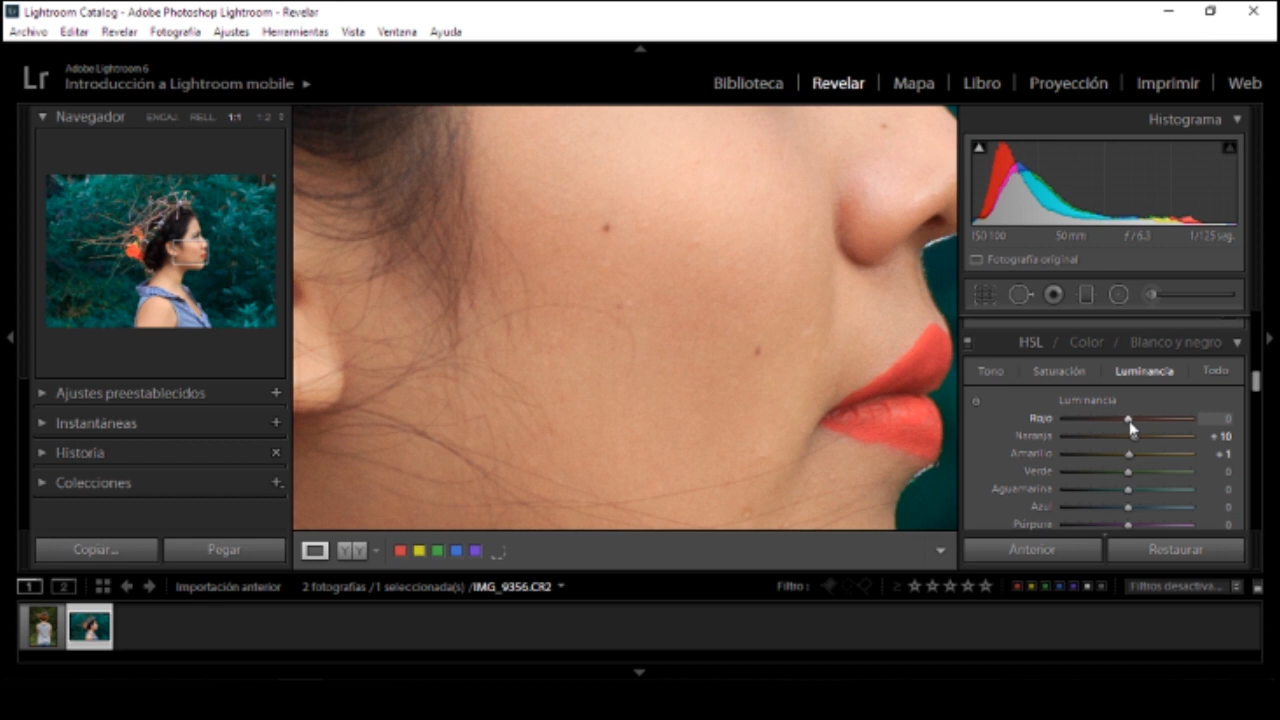 Lightroom Catalog - Adobe Photoshop Lightroom - Revelar
Archivo Editar Revelar Fotografía Ajustes Herramientas Vista Ventana Ayuda
Lr
Adobe Lightroom 6
Introducción a Lightroom mobile
Biblioteca | Revelar | Mapa | Libro | Proyección | Imprimir | Web
Navegador ENCAJ. RELL. 1:1 1:2
Histograma
ISO 100 50 mm ƒ / 6.3 1/125 seg.
Fotografía original
HSL / Color / Blanco y negro
Tono Saturación Luminancia Todo
Luminancia
Rojo 0
Naranja + 10
Amarillo + 1
Verde 0
Aguamarina 0
Azul 0
Púrpura 0
Ajustes preestablecidos
Instantáneas
Historia
Colecciones
Copiar... Pegar
Anterior Restaurar
1 2 Importación anterior 2 fotografías /1 seleccionada(s) /IMG_9356.CR2 Filtro : Filtros desactiva...